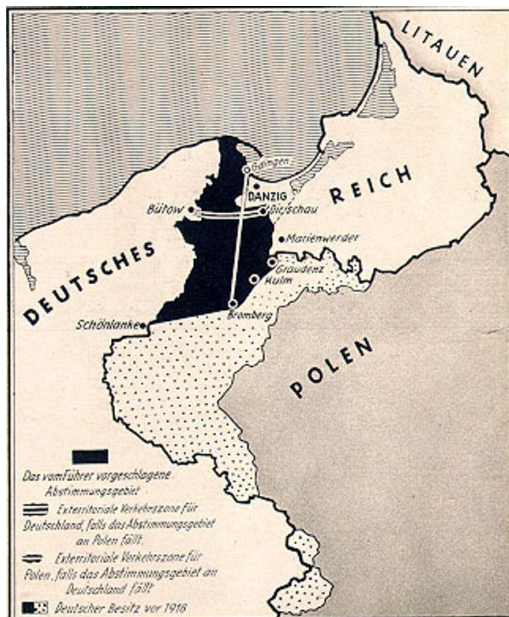 LITAUEN
Gdingen
DANZIG
REICH
Bütow
Dirschau
Marienwerder
DEUTSCHES
Graudenz
Kulm
Schönlanke
Bromberg
POLEN
Das vom Führer vorgeschlagene
Abstimmungsgebiet
Exterritoriale Verkehrszone für
Deutschland, falls das Abstimmungsgebiet
an Polen fällt.
Exterritoriale Verkehrszone für
Polen, falls das Abstimmungsgebiet an
Deutschland fällt
Deutscher Besitz vor 1918